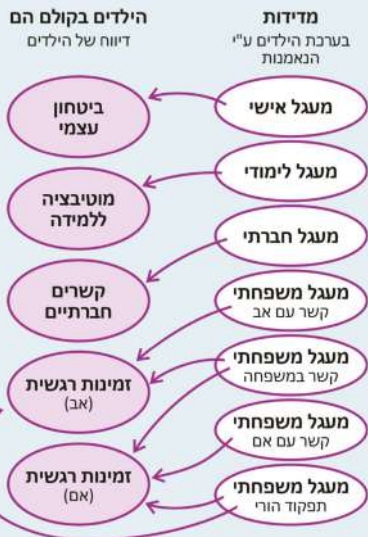 מדידות
בערכת הילדים ע"י
הנאמנות
מעגל אישי
מעגל לימודי
מעגל חברתי
מעגל משפחתי
קשר עם אב
מעגל משפחתי
קשר במשפחה
מעגל משפחתי
קשר עם אם
מעגל משפחתי
תפקוד הורי
הילדים בקולם הם
דיווח של הילדים
ביטחון
עצמי
מוטיבציה
ללמידה
קשרים
חברתיים
זמינות רגשית
(אב)
זמינות רגשית
(אם)